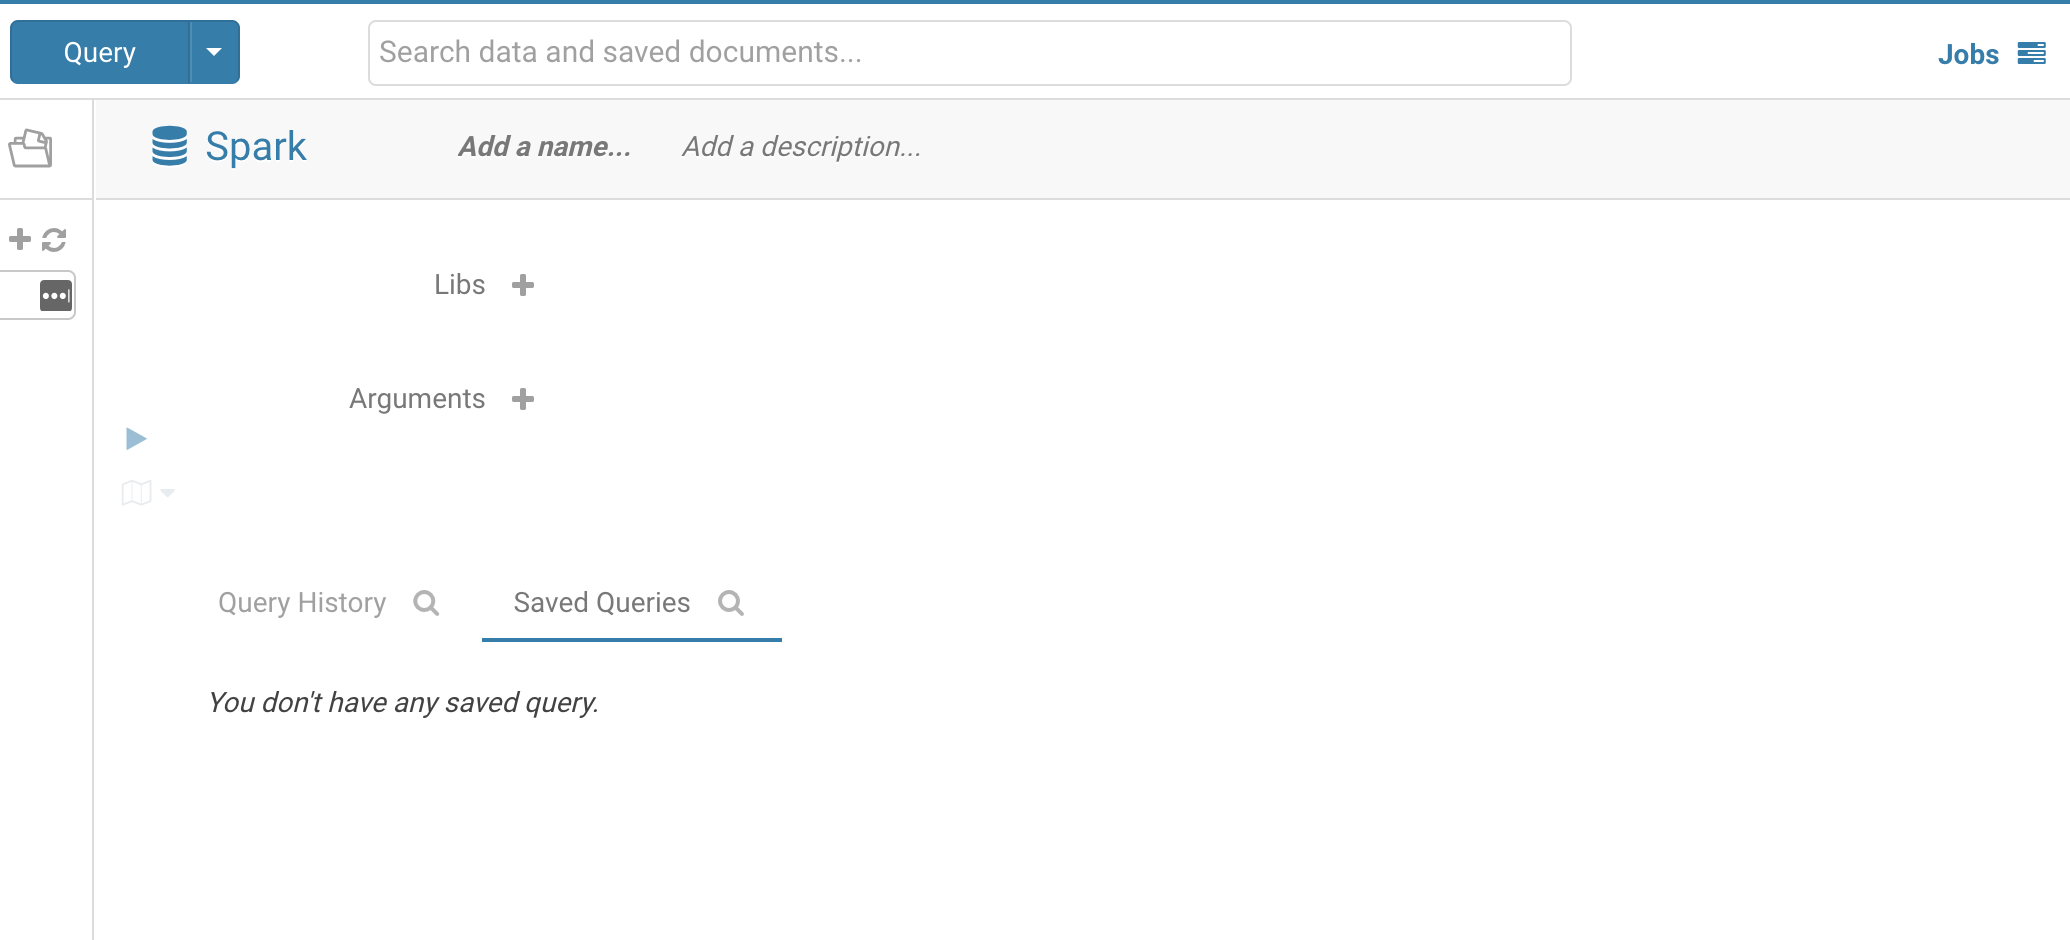 Query
Search data and saved documents...
Jobs
Spark
Add a name...
Add a description...
Libs
Arguments
Query History
Saved Queries
You don't have any saved query.